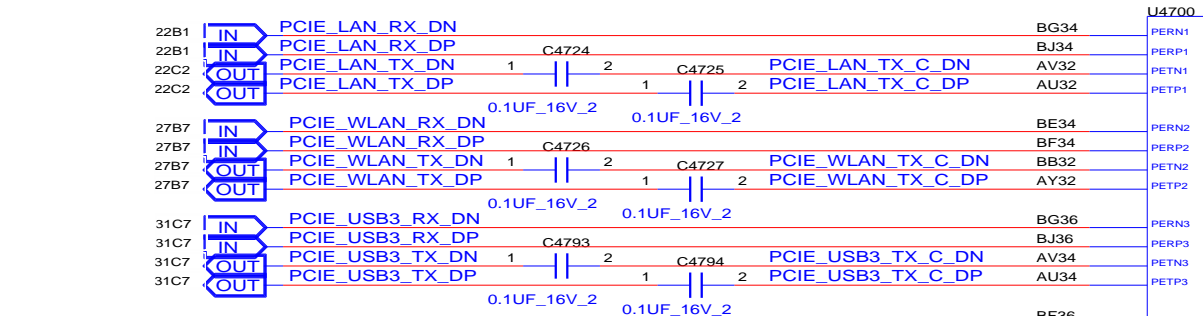 U4700
22B1 IN PCIE_LAN_RX_DN BG34 PERN1
22B1 IN PCIE_LAN_RX_DP BJ34 PERP1
C4724
22C2 OUT PCIE_LAN_TX_DN 1 2 PCIE_LAN_TX_C_DN AV32 PETN1
C4725
22C2 OUT PCIE_LAN_TX_DP 1 2 PCIE_LAN_TX_C_DP AU32 PETP1
0.1UF_16V_2
0.1UF_16V_2
27B7 IN PCIE_WLAN_RX_DN BE34 PERN2
27B7 IN PCIE_WLAN_RX_DP BF34 PERP2
C4726
27B7 OUT PCIE_WLAN_TX_DN 1 2 PCIE_WLAN_TX_C_DN BB32 PETN2
C4727
27B7 OUT PCIE_WLAN_TX_DP 1 2 PCIE_WLAN_TX_C_DP AY32 PETP2
0.1UF_16V_2
0.1UF_16V_2
31C7 IN PCIE_USB3_RX_DN BG36 PERN3
31C7 IN PCIE_USB3_RX_DP BJ36 PERP3
C4793
31C7 OUT PCIE_USB3_TX_DN 1 2 PCIE_USB3_TX_C_DN AV34 PETN3
C4794
31C7 OUT PCIE_USB3_TX_DP 1 2 PCIE_USB3_TX_C_DP AU34 PETP3
0.1UF_16V_2
0.1UF_16V_2